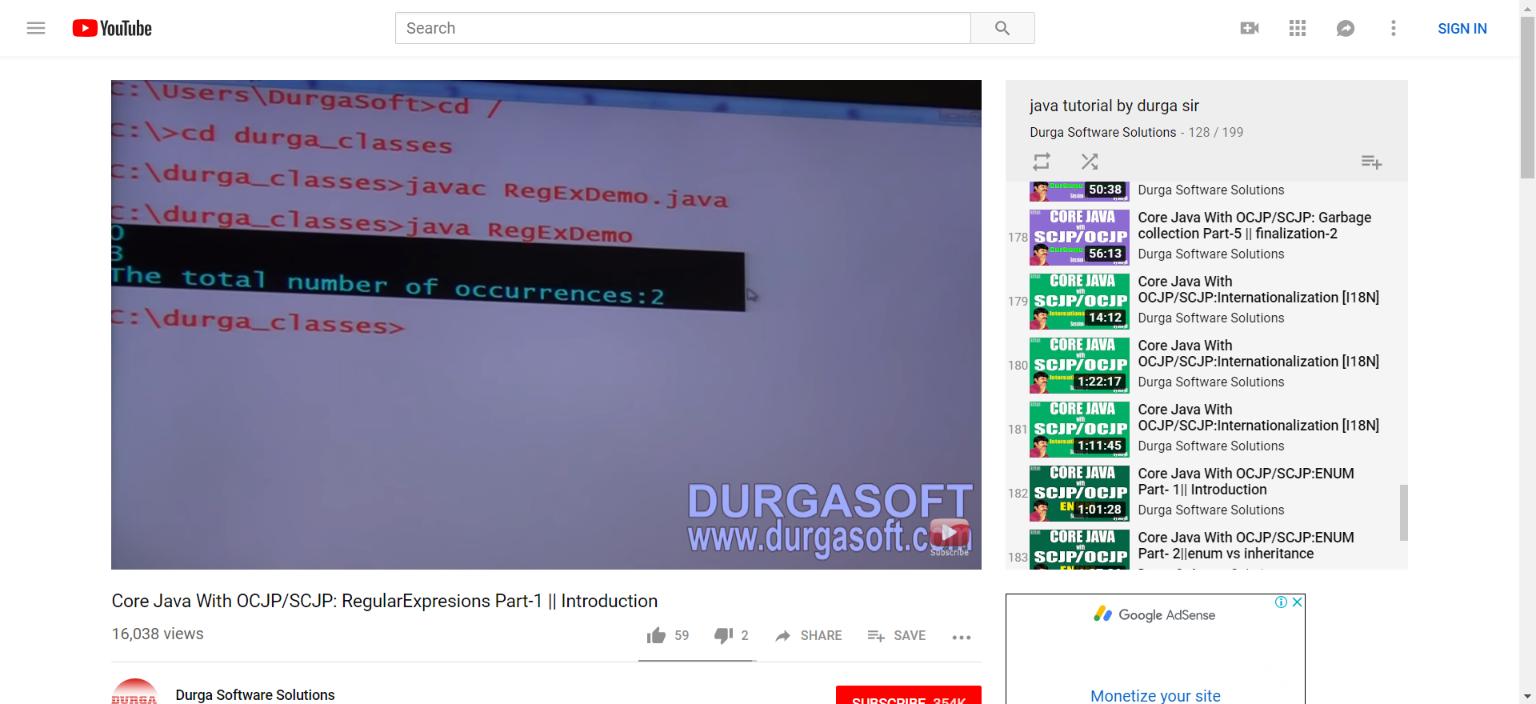 YouTube
Search
SIGN IN
C:\Users\DurgaSoft>cd /
C:\>cd durga_classes
C:\durga_classes>javac RegExDemo.java
C:\durga_classes>java RegExDemo
0
3
The total number of occurrences:2
C:\durga_classes>
DURGASOFT
Subscribe
Core Java With OCJP/SCJP: RegularExpresions Part-1 || Introduction
16,038 views
59
2
SHARE
SAVE
DURGA
Durga Software Solutions
SUBSCRIBE 354K
java tutorial by durga sir
Durga Software Solutions - 128 / 199
50:38
Durga Software Solutions
178
CORE JAVA
with
SCJP/OCJP
56:13
Core Java With OCJP/SCJP: Garbage
collection Part-5 || finalization-2
Durga Software Solutions
179
CORE JAVA
with
SCJP/OCJP
14:12
Core Java With
OCJP/SCJP:Internationalization [I18N]
Durga Software Solutions
180
CORE JAVA
with
SCJP/OCJP
1:22:17
Core Java With
OCJP/SCJP:Internationalization [I18N]
Durga Software Solutions
181
CORE JAVA
with
SCJP/OCJP
1:11:45
Core Java With
OCJP/SCJP:Internationalization [I18N]
Durga Software Solutions
182
CORE JAVA
with
SCJP/OCJP
1:01:28
Core Java With OCJP/SCJP:ENUM
Part- 1|| Introduction
Durga Software Solutions
183
CORE JAVA
with
SCJP/OCJP
Core Java With OCJP/SCJP:ENUM
Part- 2||enum vs inheritance
Google AdSense
Monetize your site